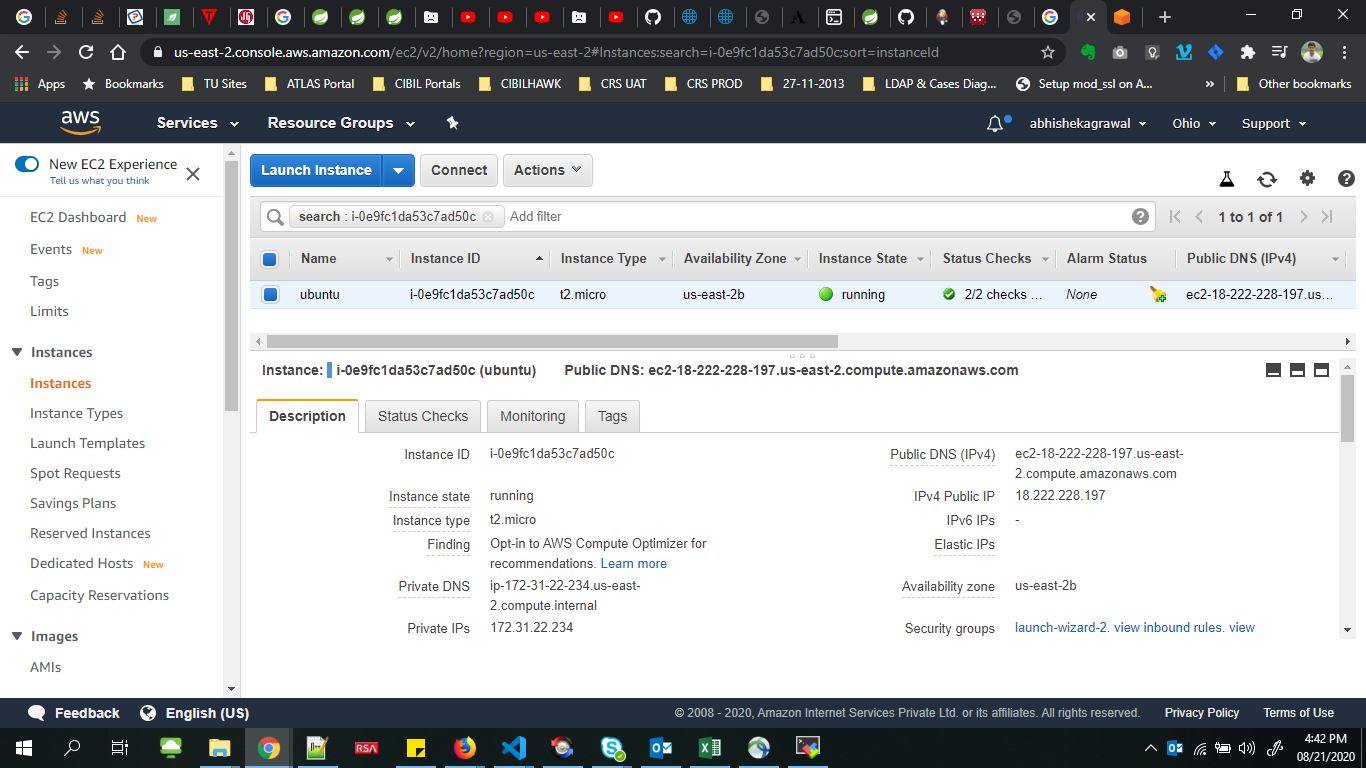 us-east-2.console.aws.amazon.com/ec2/v2/home?region=us-east-2#Instances:search=i-0e9fc1da53c7ad50c;sort=instanceId
Apps Bookmarks TU Sites ATLAS Portal CIBIL Portals CIBILHAWK CRS UAT CRS PROD 27-11-2013 LDAP & Cases Diag... Setup mod_ssl on A... » Other bookmarks
aws Services Resource Groups abhishekagrawal Ohio Support
New EC2 Experience
Tell us what you think
EC2 Dashboard New
Events New
Tags
Limits
Instances
Instances
Instance Types
Launch Templates
Spot Requests
Savings Plans
Reserved Instances
Dedicated Hosts New
Capacity Reservations
Images
AMIs
Launch Instance Connect Actions
search : i-0e9fc1da53c7ad50c Add filter 1 to 1 of 1
Name Instance ID Instance Type Availability Zone Instance State Status Checks Alarm Status Public DNS (IPv4)
ubuntu i-0e9fc1da53c7ad50c t2.micro us-east-2b running 2/2 checks ... None ec2-18-222-228-197.us...
Instance: i-0e9fc1da53c7ad50c (ubuntu) Public DNS: ec2-18-222-228-197.us-east-2.compute.amazonaws.com
Description Status Checks Monitoring Tags
Instance ID i-0e9fc1da53c7ad50c
Instance state running
Instance type t2.micro
Finding Opt-in to AWS Compute Optimizer for
recommendations. Learn more
Private DNS ip-172-31-22-234.us-east-
2.compute.internal
Private IPs 172.31.22.234
Public DNS (IPv4) ec2-18-222-228-197.us-east-
2.compute.amazonaws.com
IPv4 Public IP 18.222.228.197
IPv6 IPs -
Elastic IPs
Availability zone us-east-2b
Security groups launch-wizard-2. view inbound rules. view
Feedback English (US) © 2008 - 2020, Amazon Internet Services Private Ltd. or its affiliates. All rights reserved. Privacy Policy Terms of Use
RSA
4:42 PM
08/21/2020